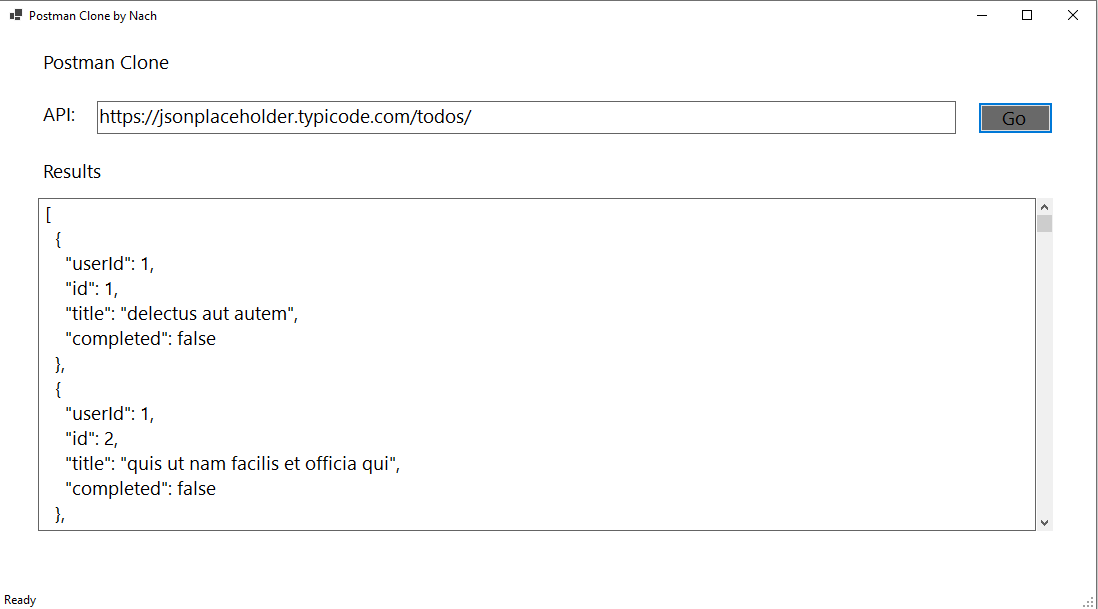 Postman Clone by Nach
Postman Clone
API: https://jsonplaceholder.typicode.com/todos/ Go
Results
[
  {
    "userId": 1,
    "id": 1,
    "title": "delectus aut autem",
    "completed": false
  },
  {
    "userId": 1,
    "id": 2,
    "title": "quis ut nam facilis et officia qui",
    "completed": false
  },
Ready